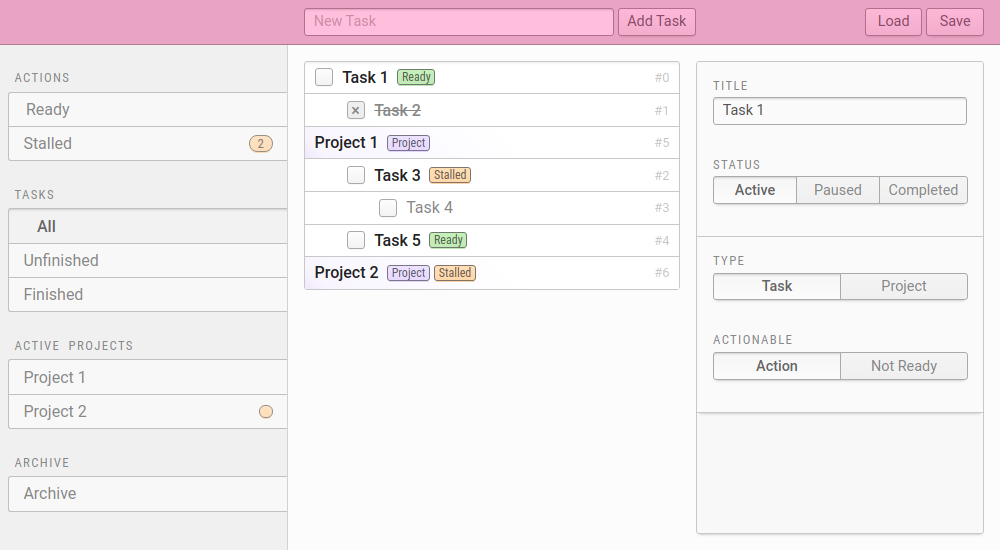 New Task
Add Task
Load
Save
ACTIONS
Ready
Stalled
2
TASKS
All
Unfinished
Finished
ACTIVE PROJECTS
Project 1
Project 2
ARCHIVE
Archive
Task 1 Ready #0
× Task 2 #1
Project 1 Project #5
Task 3 Stalled #2
Task 4 #3
Task 5 Ready #4
Project 2 Project Stalled #6
TITLE
Task 1
STATUS
Active Paused Completed
TYPE
Task Project
ACTIONABLE
Action Not Ready